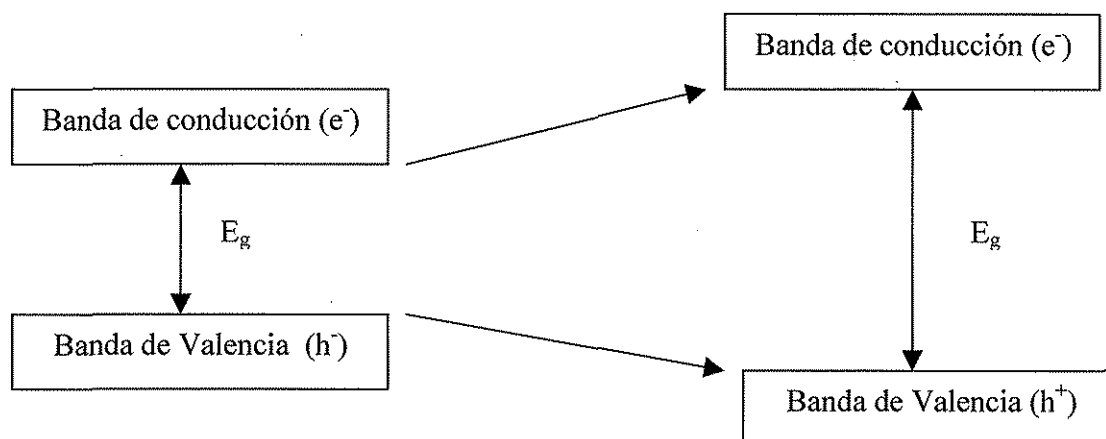 Banda de conducción (e⁻)
Banda de conducción (e⁻)
E_g
E_g
Banda de Valencia (h⁻)
Banda de Valencia (h⁺)